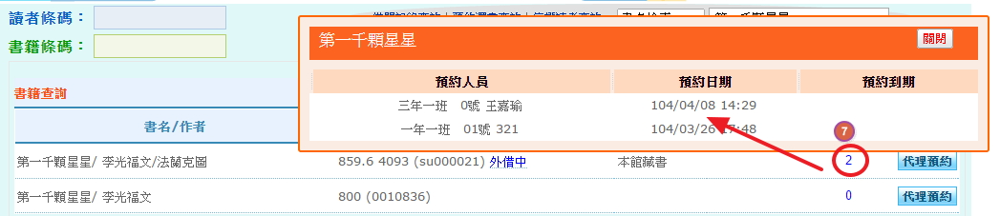 讀者條碼：
書籍條碼：
第一千顆星星
關閉
預約人員 預約日期 預約到期
三年一班 0號 王嘉瑜 104/04/08 14:29
一年一班 01號 321 104/03/26 17:48
7
書籍查詢
書名/作者
第一千顆星星/ 李光福文/法蘭克圖 859.6 4093 (su000021) 外借中 本館藏書 2 代理預約
第一千顆星星/ 李光福文 800 (0010836) 0 代理預約